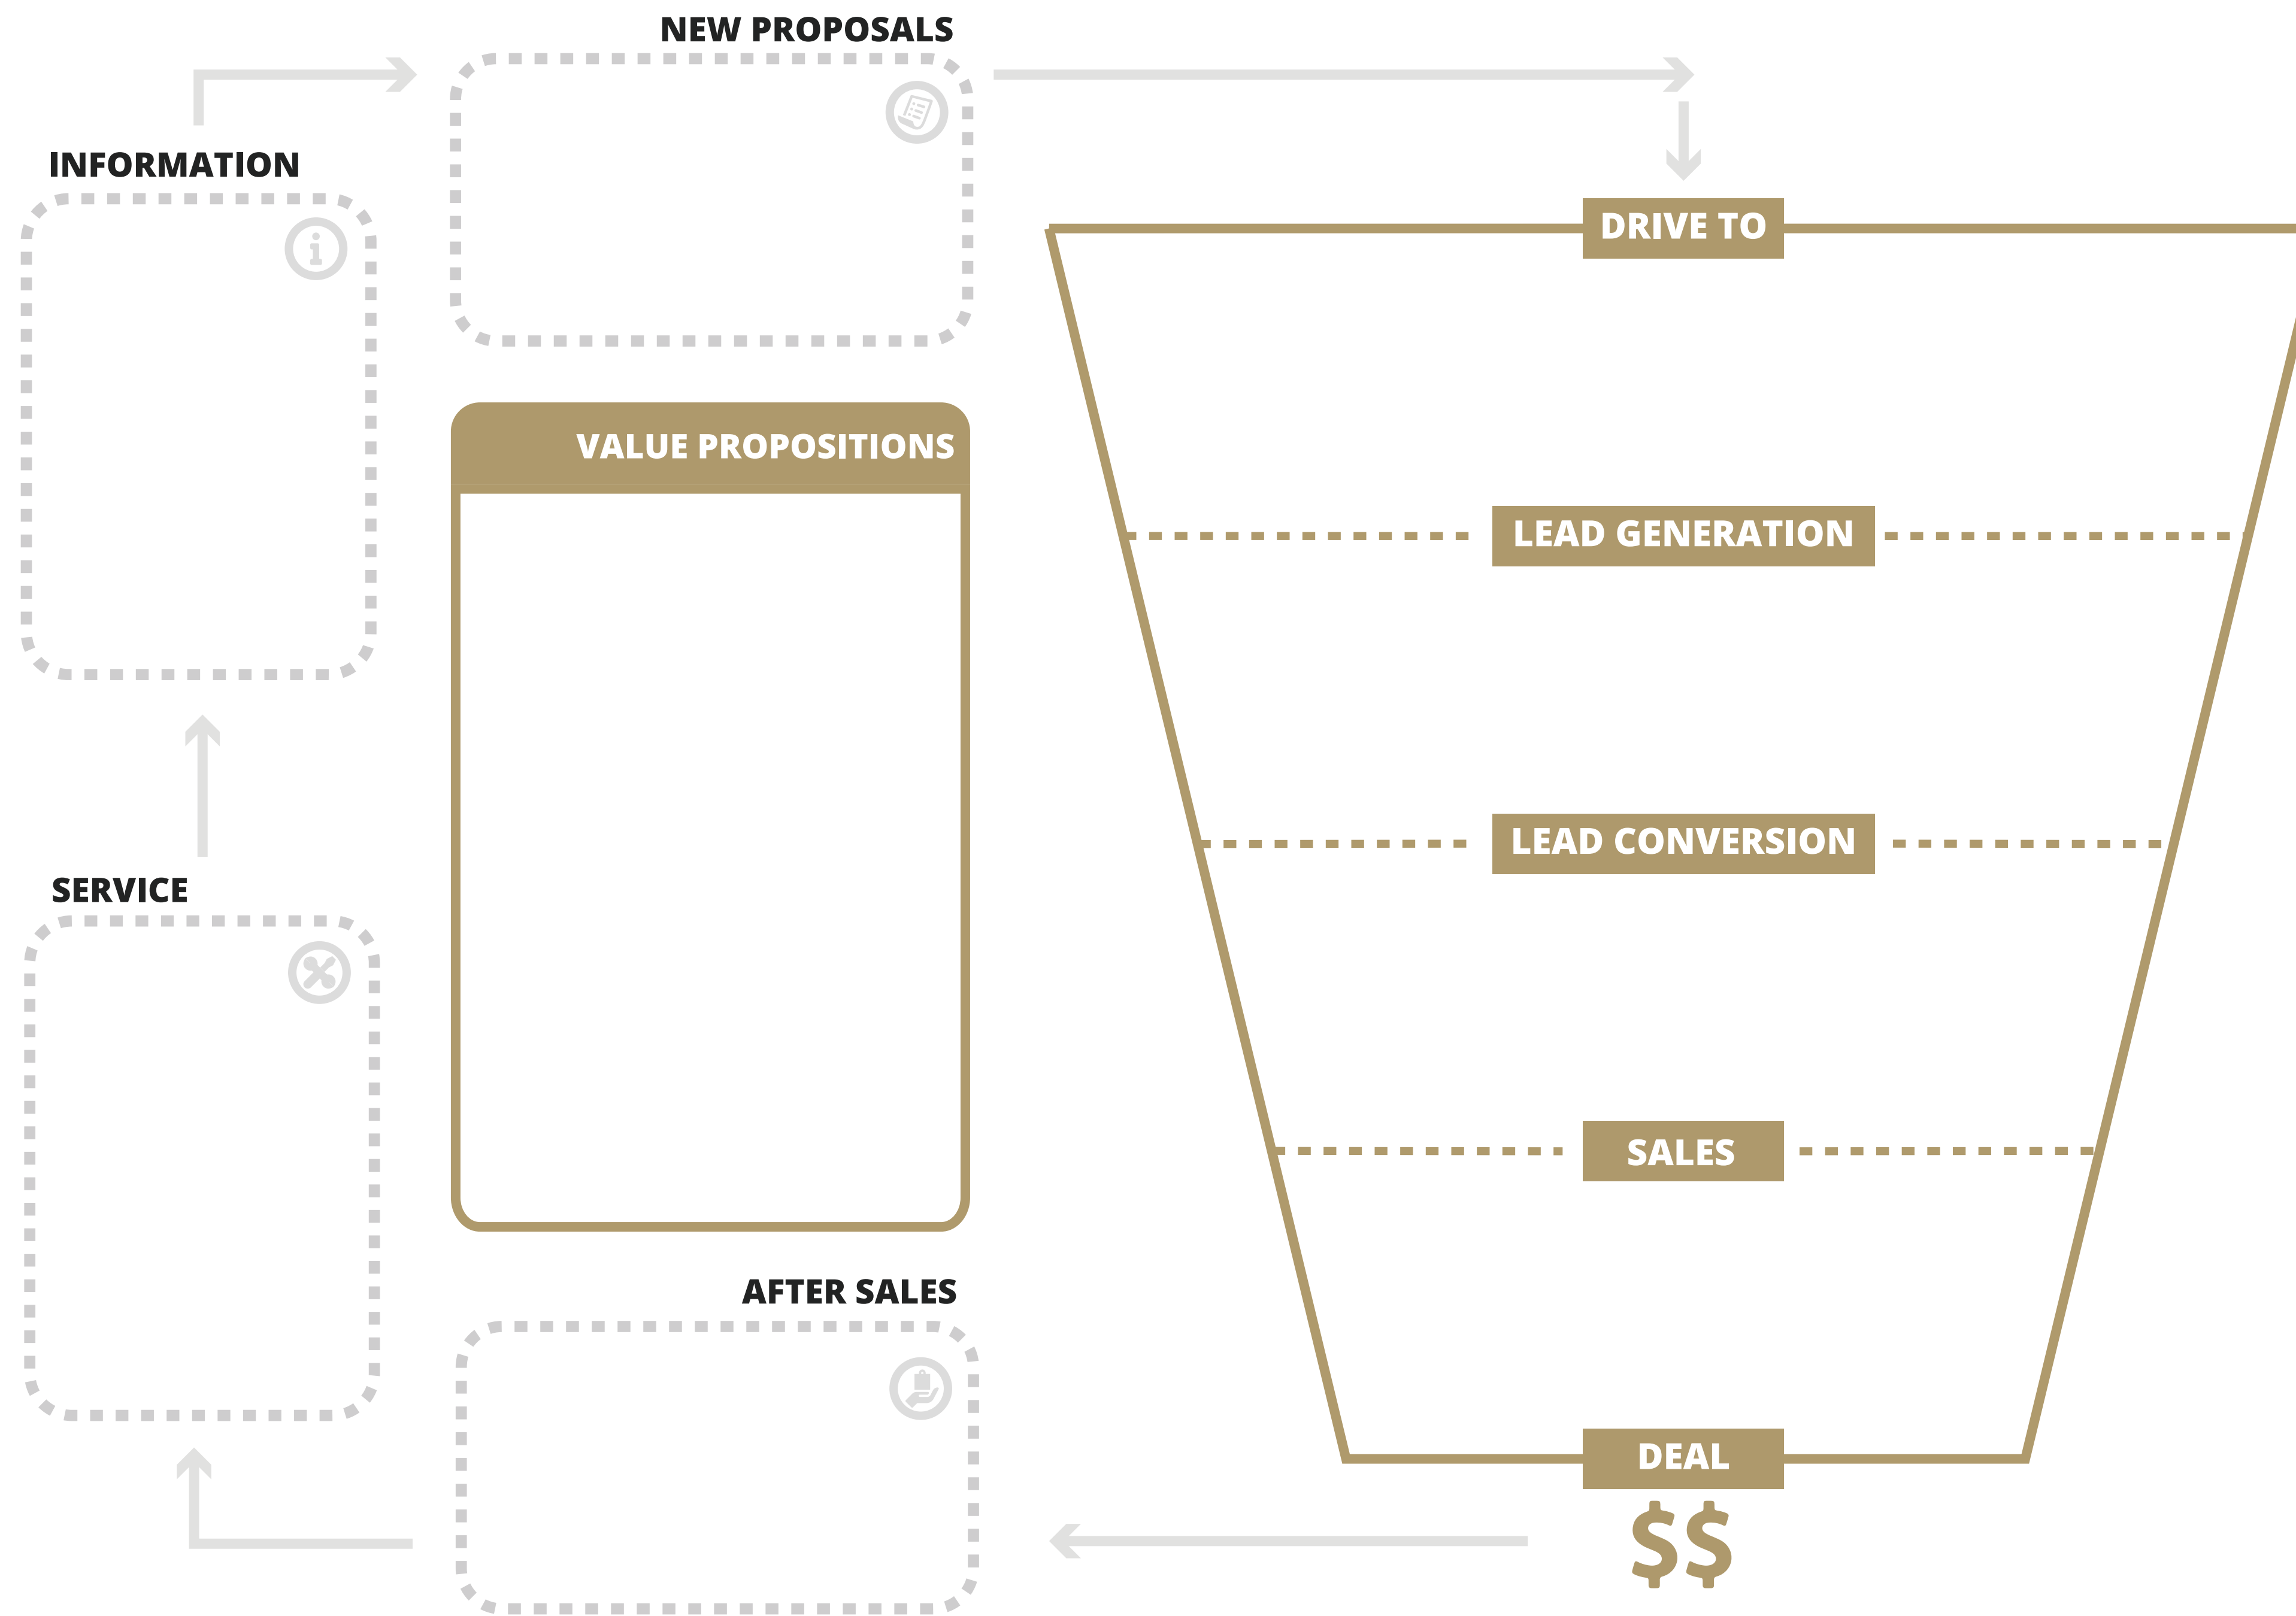 NEW PROPOSALS
INFORMATION
DRIVE TO
VALUE PROPOSITIONS
LEAD GENERATION
LEAD CONVERSION
SERVICE
SALES
AFTER SALES
DEAL
$$